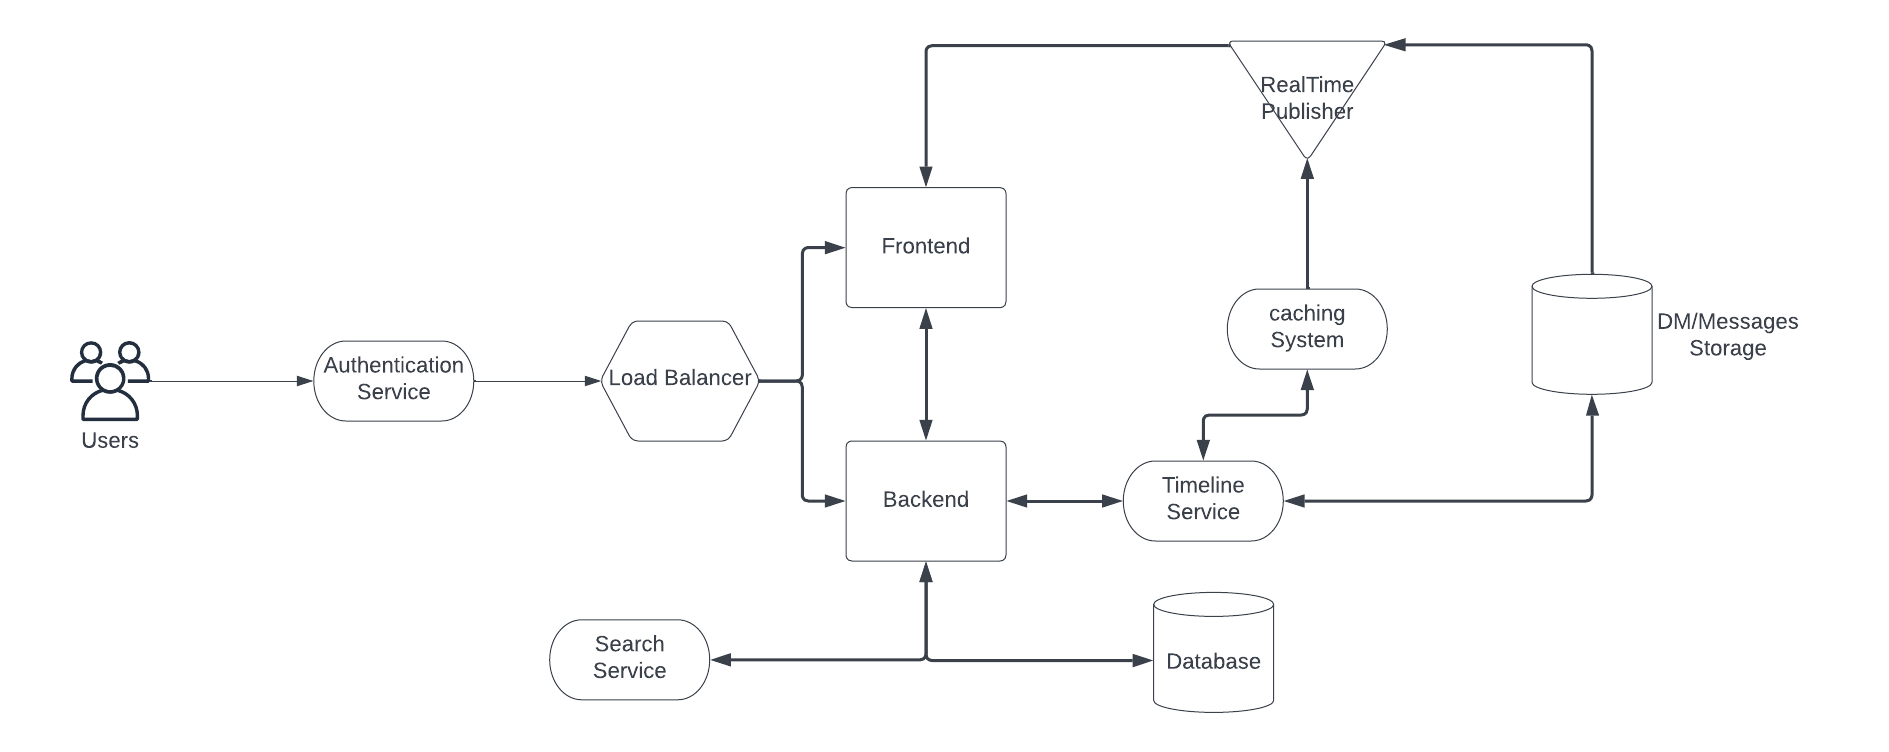 RealTime
Publisher
Frontend
caching
System
DM/Messages
Storage
Authentication
Service
Load Balancer
Users
Backend
Timeline
Service
Search
Service
Database